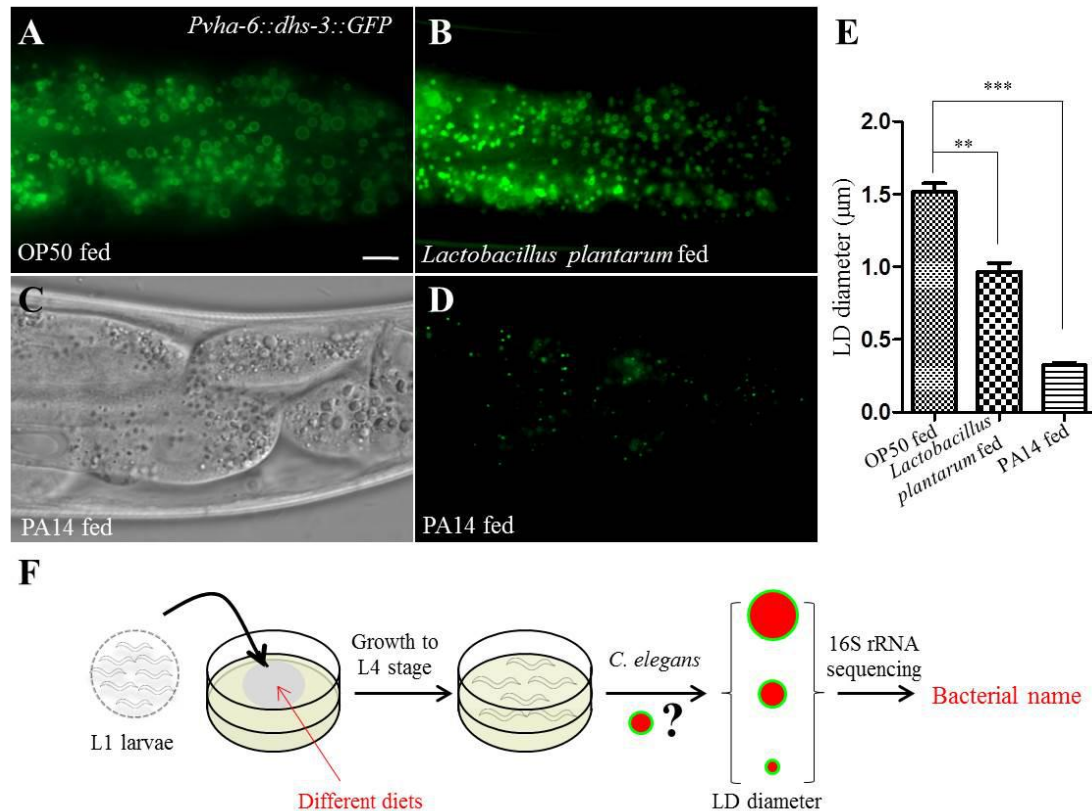 A
Pvha-6::dhs-3::GFP
OP50 fed
B
Lactobacillus plantarum fed
C
PA14 fed
D
PA14 fed
E
***
**
LD diameter (µm)
2.0
1.5
1.0
0.5
0.0
OP50 fed
Lactobacillus
plantarum fed
PA14 fed
F
L1 larvae
Different diets
Growth to
L4 stage
C. elegans
?
LD diameter
16S rRNA
sequencing
Bacterial name